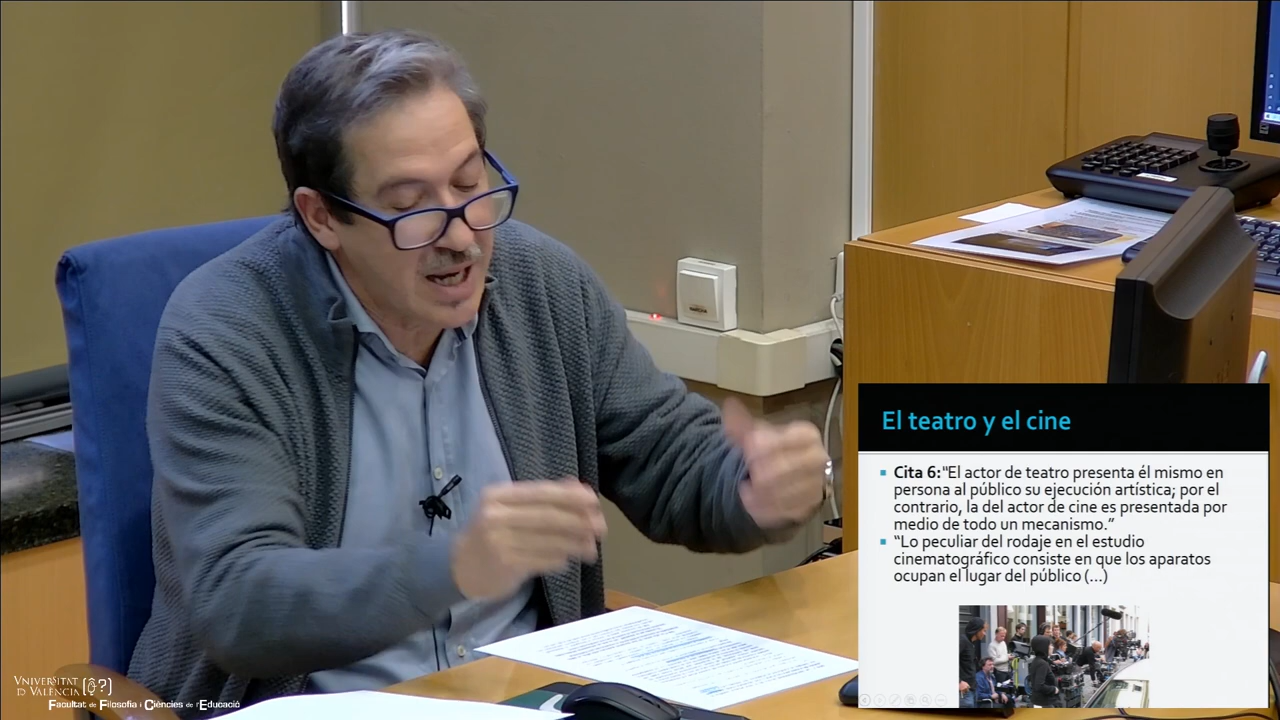 El teatro y el cine
Cita 6:“El actor de teatro presenta él mismo en
persona al público su ejecución artística; por el
contrario, la del actor de cine es presentada por
medio de todo un mecanismo.”
“Lo peculiar del rodaje en el estudio
cinematográfico consiste en que los aparatos
ocupan el lugar del público (...)
VNIVERSITAT
D VALÈNCIA
Facultat de Filosofia i Ciències de l'Educació